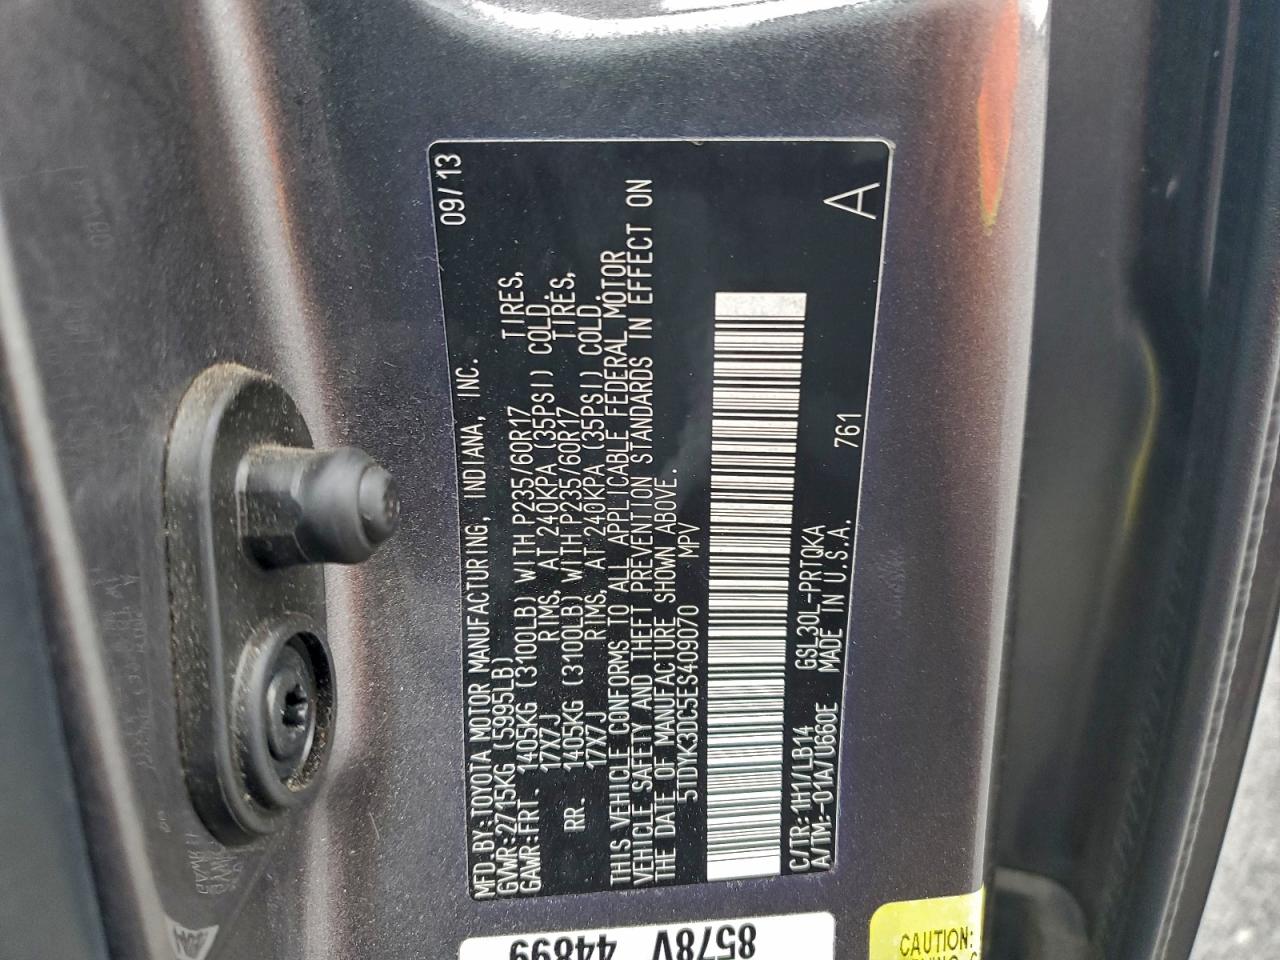 MFD.BY:TOYOTA MOTOR MANUFACTURING, INDIANA, INC. 09/13
GVWR:2715KG (5995LB)
GAWR:FRT. 1405KG (3100LB) WITH P235/60R17 TIRES,
17X7J RIMS, AT 240KPA (35PSI) COLD.
RR. 1405KG (3100LB) WITH P235/60R17 TIRES,
17X7J RIMS, AT 240KPA (35PSI) COLD.
THIS VEHICLE CONFORMS TO ALL APPLICABLE FEDERAL MOTOR
VEHICLE SAFETY AND THEFT PREVENTION STANDARDS IN EFFECT ON
THE DATE OF MANUFACTURE SHOWN ABOVE.
5TDYK3DC5ES409070 MPV
C/TR:1H1/LB14 GSL30L-PRTQKA 761 A
A/TM:-01A/U660E MADE IN U.S.A.
8578V
44899
CAUTION: